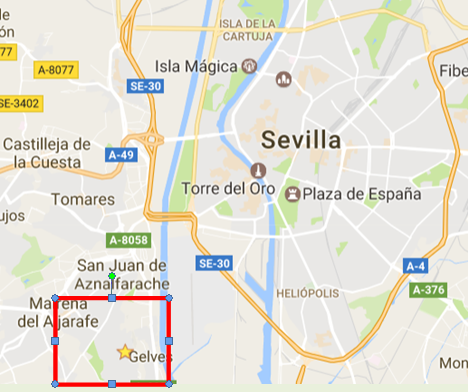 ISLA DE LA
CARTUJA
A-8077
Isla Mágica
SE-30
A-8077
SE-3402
Fibe
Castilleja de
la Cuesta
A-49
Sevilla
Torre del Oro
Plaza de España
Tomares
ujos
A-8058
San Juan de
Aznalfarache
SE-30
A-4
HELIÓPOLIS
A-376
Mairena
del Aljarafe
Gelves
Mon